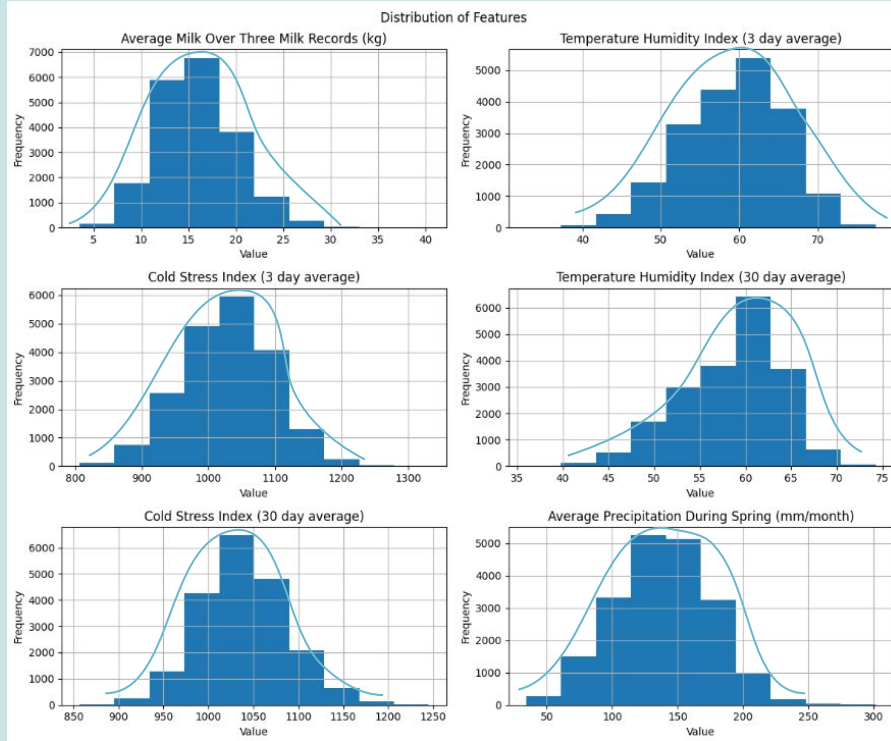 Distribution of Features
Average Milk Over Three Milk Records (kg)
Frequency
7000
6000
5000
4000
3000
2000
1000
0
5 10 15 20 25 30 35 40
Value
Temperature Humidity Index (3 day average)
Frequency
5000
4000
3000
2000
1000
0
40 50 60 70
Value
Cold Stress Index (3 day average)
Frequency
6000
5000
4000
3000
2000
1000
0
800 900 1000 1100 1200 1300
Value
Temperature Humidity Index (30 day average)
Frequency
6000
5000
4000
3000
2000
1000
0
35 40 45 50 55 60 65 70 75
Value
Cold Stress Index (30 day average)
Frequency
6000
5000
4000
3000
2000
1000
0
850 900 950 1000 1050 1100 1150 1200 1250
Value
Average Precipitation During Spring (mm/month)
Frequency
5000
4000
3000
2000
1000
0
50 100 150 200 250 300
Value